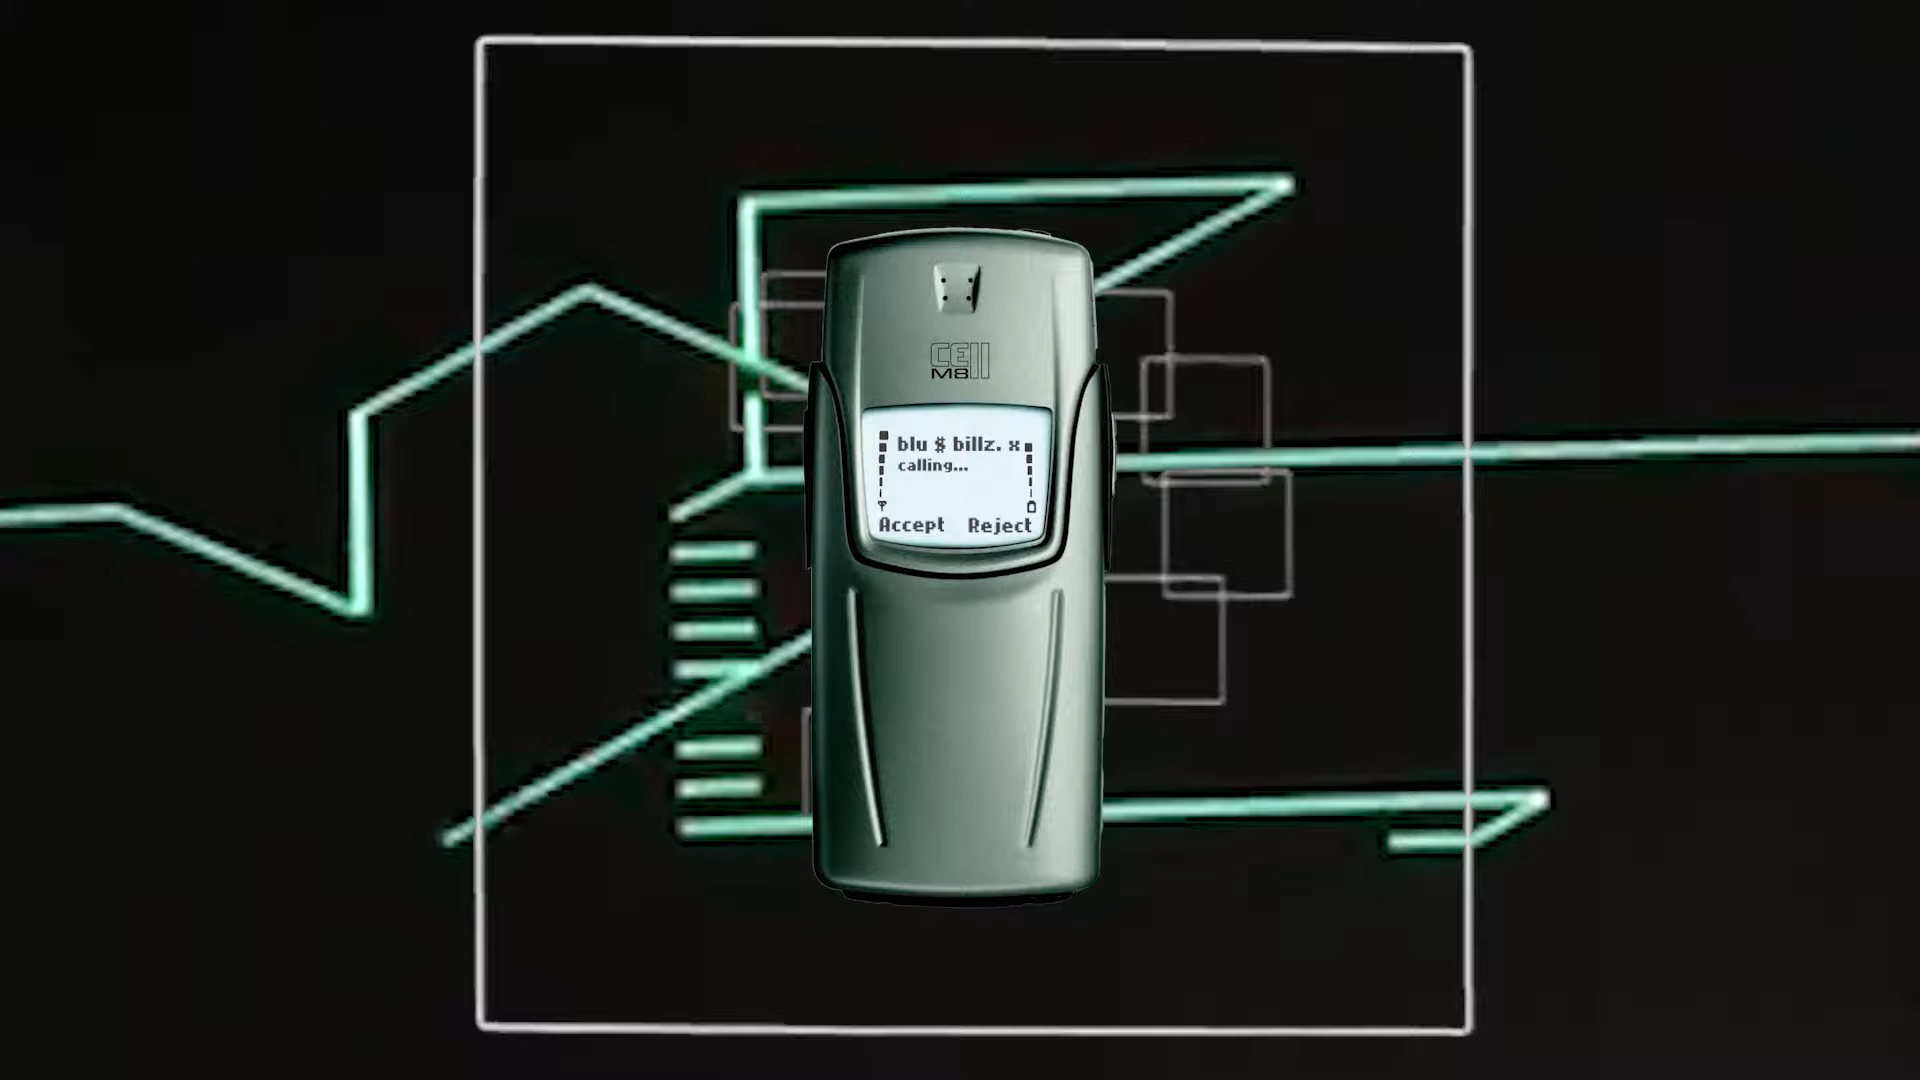 CEll
M8
blu $ billz. x
calling...
Accept Reject